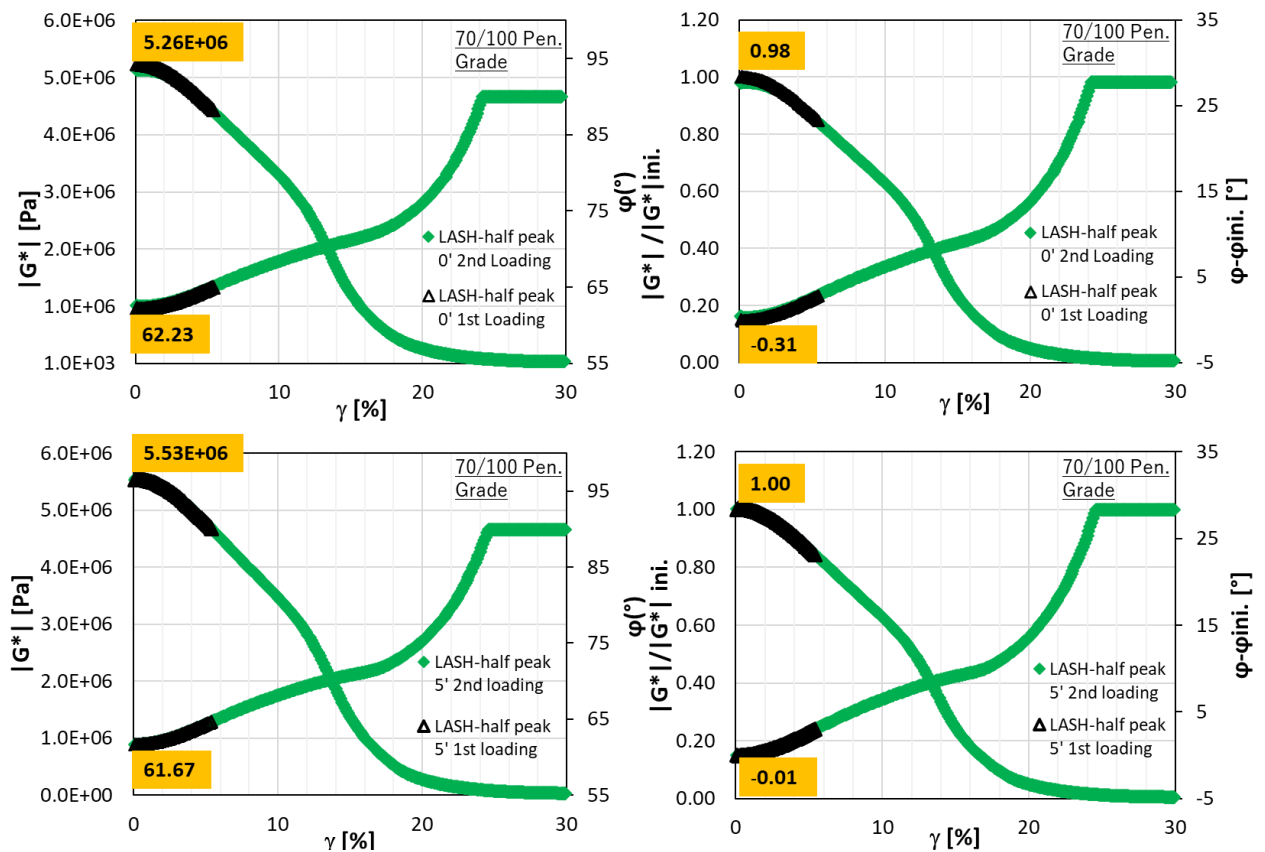 6.0E+06
5.0E+06
4.0E+06
3.0E+06
2.0E+06
1.0E+06
1.0E+03
|G*| [Pa]
5.26E+06
62.23
70/100 Pen.
Grade
LASH-half peak
0' 2nd Loading
LASH-half peak
0' 1st Loading
95
85
75
65
55
φ(°)
0
10
20
30
γ [%]
1.20
1.00
0.80
0.60
0.40
0.20
0.00
|G*| /|G*|ini.
0.98
-0.31
70/100 Pen.
Grade
LASH-half peak
0' 2nd Loading
LASH-half peak
0' 1st Loading
35
25
15
5
-5
φ-φini. [°]
0
10
20
30
γ [%]
6.0E+06
5.0E+06
4.0E+06
3.0E+06
2.0E+06
1.0E+06
0.0E+00
|G*| [Pa]
5.53E+06
61.67
70/100 Pen.
Grade
LASH-half peak
5' 2nd loading
LASH-half peak
5' 1st loading
95
85
75
65
55
φ(°)
0
10
20
30
γ [%]
1.20
1.00
0.80
0.60
0.40
0.20
0.00
|G*|/|G*| ini.
1.00
-0.01
70/100 Pen.
Grade
LASH-half peak
5' 2nd loading
LASH-half peak
5' 1st loading
35
25
15
5
-5
φ-φini. [°]
0
10
20
30
γ [%]